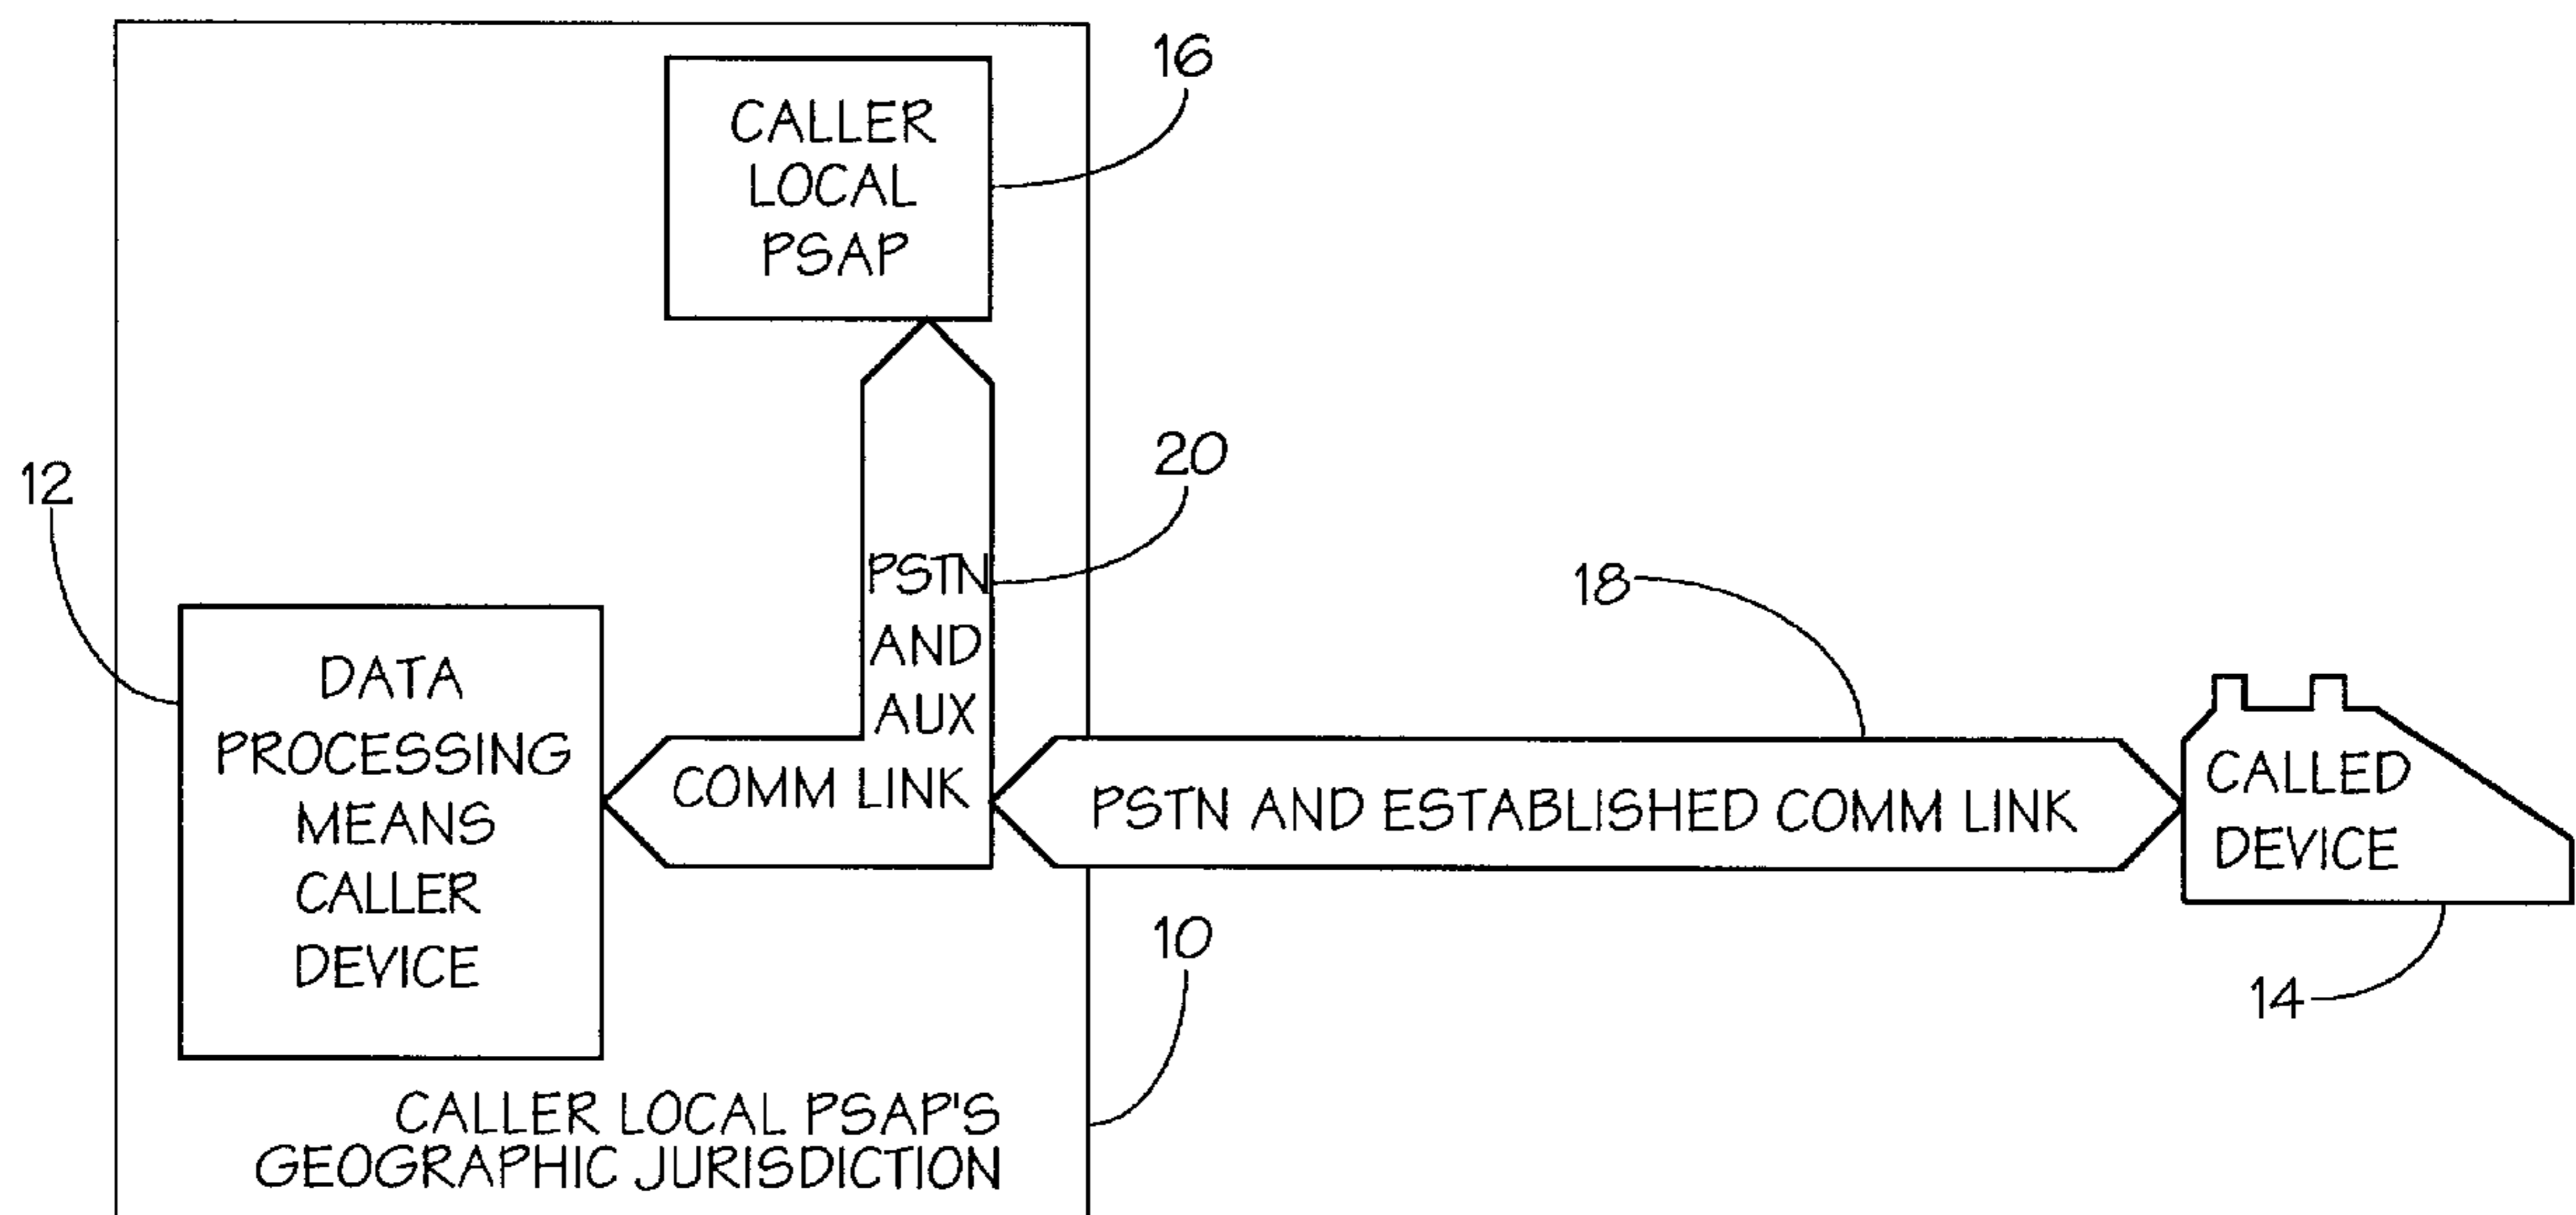 16
CALLER
LOCAL
PSAP
20
12
PSTN
AND
AUX
COMM LINK
18
DATA
PROCESSING
MEANS
CALLER
DEVICE
PSTN AND ESTABLISHED COMM LINK
CALLED
DEVICE
10
14
CALLER LOCAL PSAP'S
GEOGRAPHIC JURISDICTION